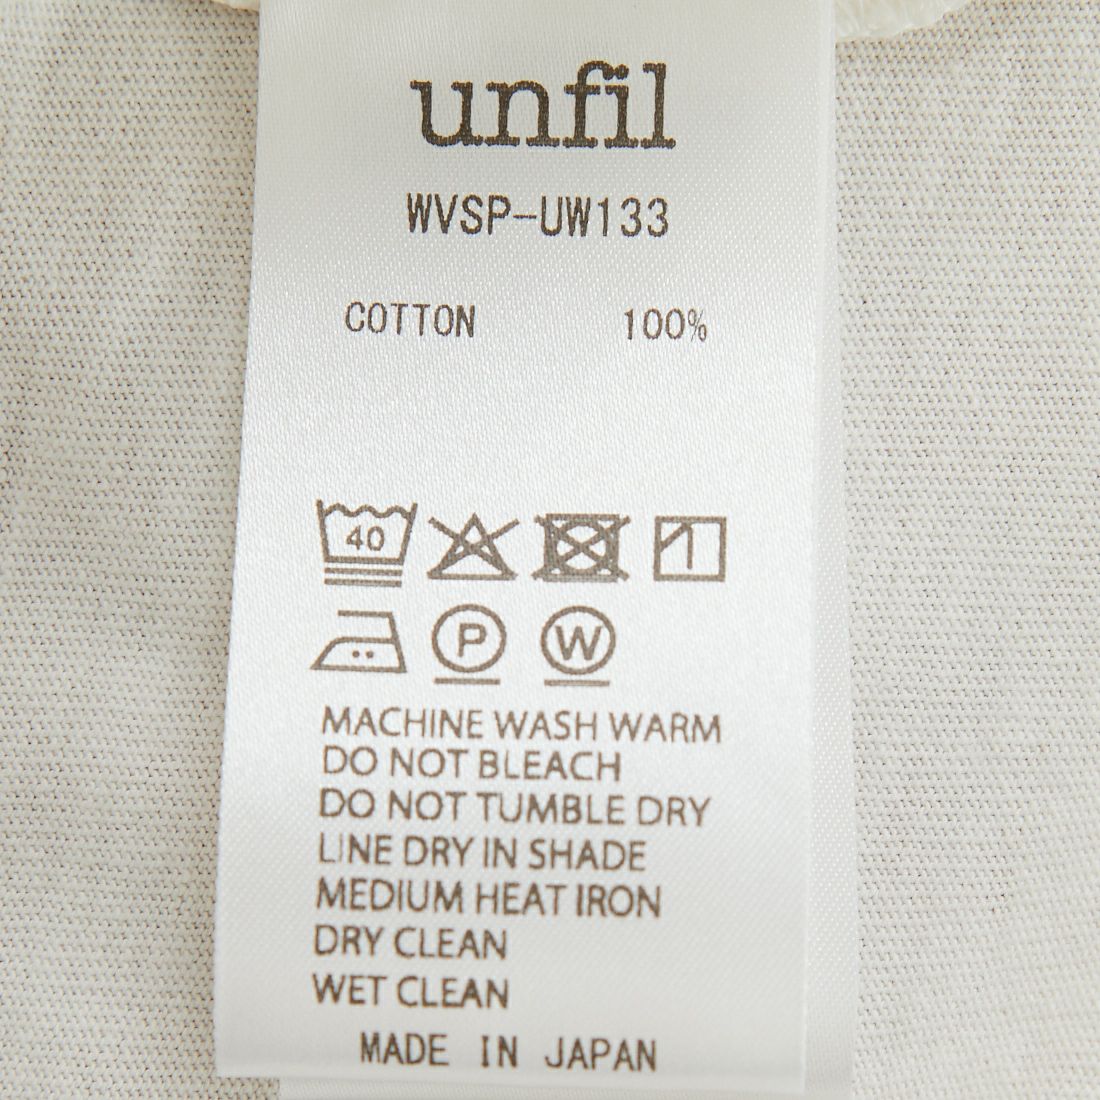 unfil
WVSP-UW133
COTTON 100%
40
P W
MACHINE WASH WARM
DO NOT BLEACH
DO NOT TUMBLE DRY
LINE DRY IN SHADE
MEDIUM HEAT IRON
DRY CLEAN
WET CLEAN
MADE IN JAPAN